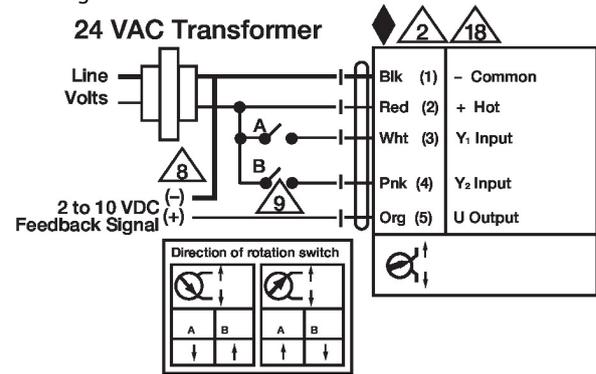 24 VAC Transformer
2
18
Line
Volts
Blk (1) – Common
Red (2) + Hot
A
Wht (3) Y1 Input
B
Pnk (4) Y2 Input
8
9
(–)
2 to 10 VDC
Feedback Signal (+)
Org (5) U Output
Direction of rotation switch
A B
A B